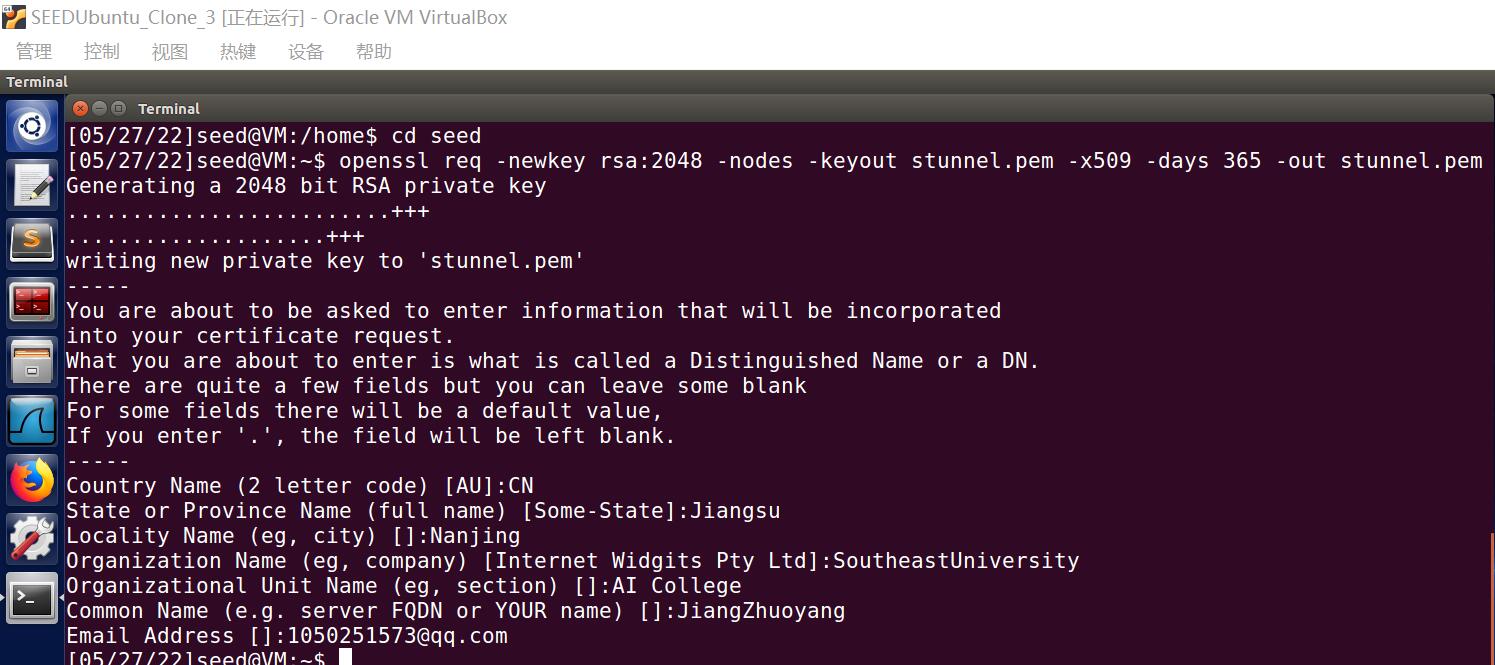 SEEDUbuntu_Clone_3 [正在运行] - Oracle VM VirtualBox
管理 控制 视图 热键 设备 帮助
Terminal
Terminal
[05/27/22]seed@VM:/home$ cd seed
[05/27/22]seed@VM:~$ openssl req -newkey rsa:2048 -nodes -keyout stunnel.pem -x509 -days 365 -out stunnel.pem
Generating a 2048 bit RSA private key
.........................+++
....................+++
writing new private key to 'stunnel.pem'
-----
You are about to be asked to enter information that will be incorporated
into your certificate request.
What you are about to enter is what is called a Distinguished Name or a DN.
There are quite a few fields but you can leave some blank
For some fields there will be a default value,
If you enter '.', the field will be left blank.
-----
Country Name (2 letter code) [AU]:CN
State or Province Name (full name) [Some-State]:Jiangsu
Locality Name (eg, city) []:Nanjing
Organization Name (eg, company) [Internet Widgits Pty Ltd]:SoutheastUniversity
Organizational Unit Name (eg, section) []:AI College
Common Name (e.g. server FQDN or YOUR name) []:JiangZhuoyang
Email Address []:1050251573@qq.com
[05/27/22]seed@VM:~$